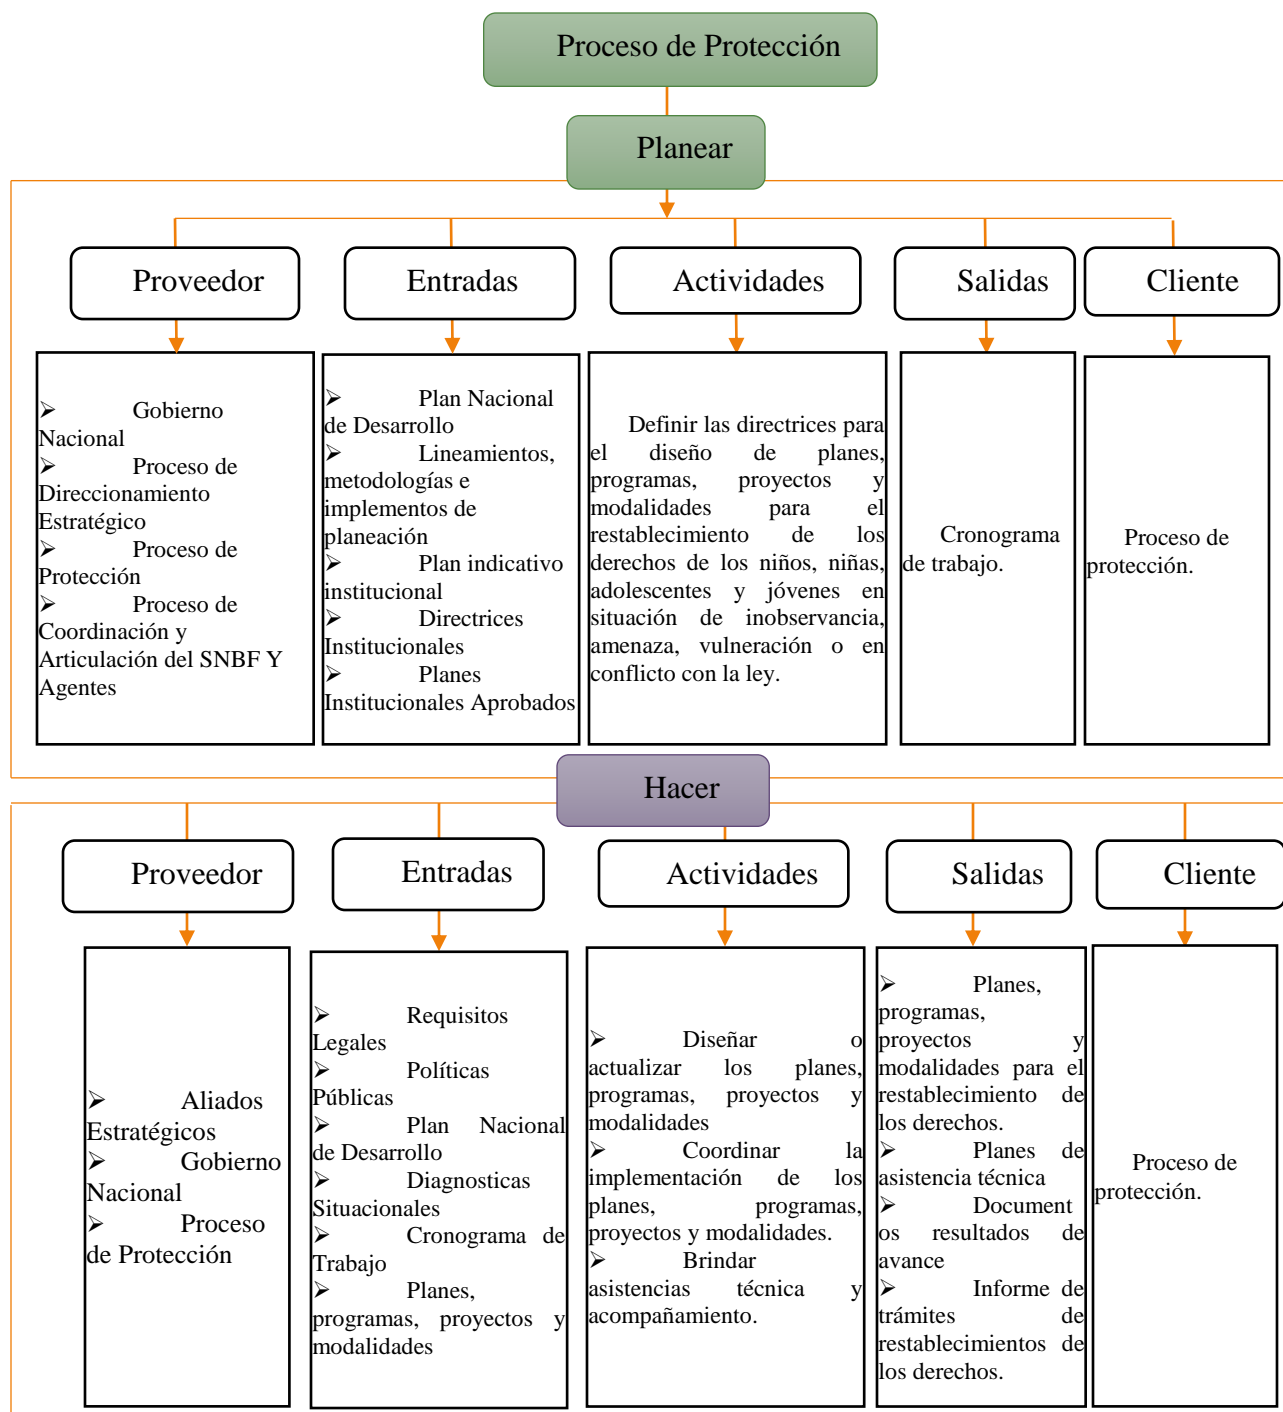 Proceso de Protección
Planear
Proveedor
Entradas
Actividades
Salidas
Cliente
➢ Gobierno
Nacional
➢ Proceso de
Direccionamiento
Estratégico
➢ Proceso de
Protección
➢ Proceso de
Coordinación y
Articulación del SNBF Y
Agentes
➢ Plan Nacional
de Desarrollo
➢ Lineamientos,
metodologías e
implementos de
planeación
➢ Plan indicativo
institucional
➢ Directrices
Institucionales
➢ Planes
Institucionales Aprobados
Definir las directrices para
el diseño de planes,
programas, proyectos y
modalidades para el
restablecimiento de los
derechos de los niños, niñas,
adolescentes y jóvenes en
situación de inobservancia,
amenaza, vulneración o en
conflicto con la ley.
Cronograma
de trabajo.
Proceso de
protección.
Hacer
Proveedor
Entradas
Actividades
Salidas
Cliente
➢ Aliados
Estratégicos
➢ Gobierno
Nacional
➢ Proceso
de Protección
➢ Requisitos
Legales
➢ Políticas
Públicas
➢ Plan Nacional
de Desarrollo
➢ Diagnosticas
Situacionales
➢ Cronograma de
Trabajo
➢ Planes,
programas, proyectos y
modalidades
➢ Diseñar o
actualizar los planes,
programas, proyectos y
modalidades
➢ Coordinar la
implementación de los
planes, programas,
proyectos y modalidades.
➢ Brindar
asistencias técnica y
acompañamiento.
➢ Planes,
programas,
proyectos y
modalidades para el
restablecimiento de
los derechos.
➢ Planes de
asistencia técnica
➢ Document
os resultados de
avance
➢ Informe de
trámites de
restablecimientos de
los derechos.
Proceso de
protección.